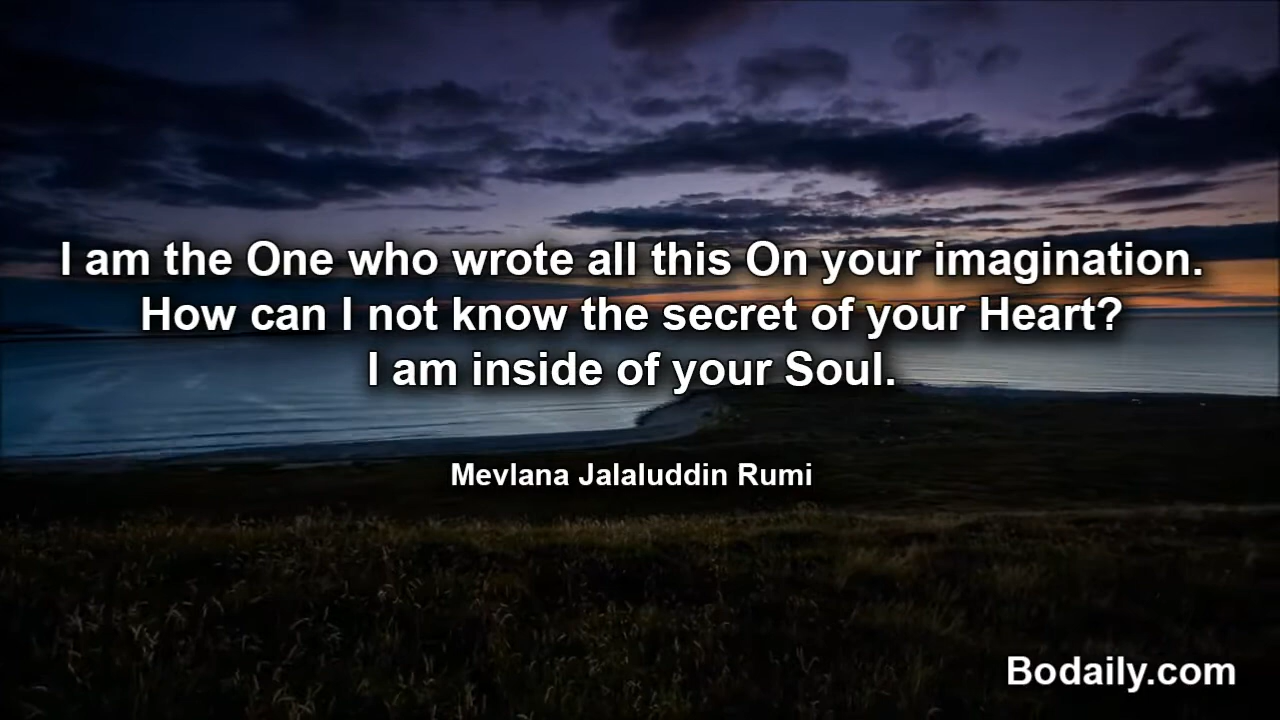 I am the One who wrote all this On your imagination.
How can I not know the secret of your Heart?
I am inside of your Soul.
Mevlana Jalaluddin Rumi
Bodaily.com